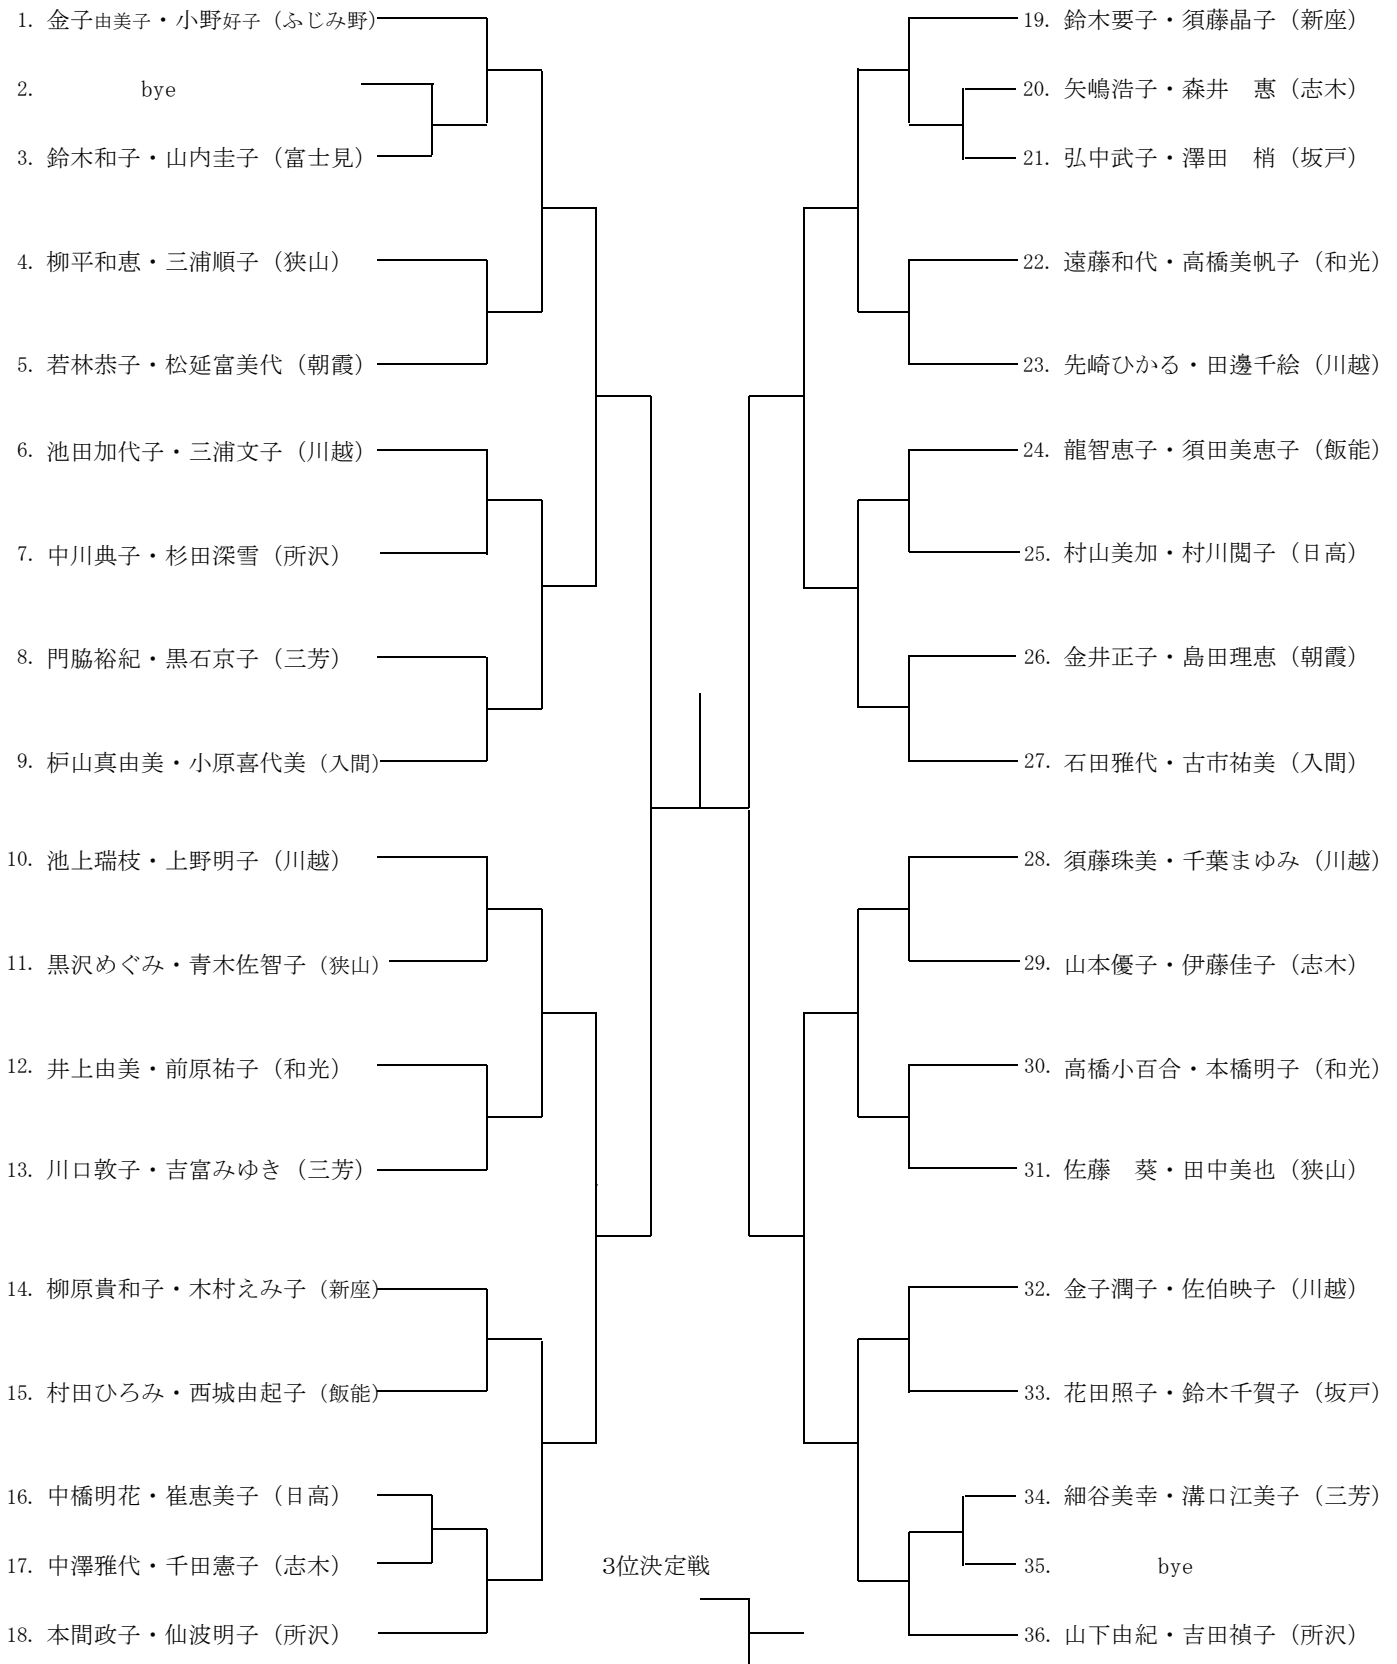 1. 金子由美子・小野好子（ふじみ野）
2. bye
3. 鈴木和子・山内圭子（富士見）
4. 柳平和恵・三浦順子（狭山）
5. 若林恭子・松延富美代（朝霞）
6. 池田加代子・三浦文子（川越）
7. 中川典子・杉田深雪（所沢）
8. 門脇裕紀・黒石京子（三芳）
9. 枦山真由美・小原喜代美（入間）
10. 池上瑞枝・上野明子（川越）
11. 黒沢めぐみ・青木佐智子（狭山）
12. 井上由美・前原祐子（和光）
13. 川口敦子・吉富みゆき（三芳）
14. 柳原貴和子・木村えみ子（新座）
15. 村田ひろみ・西城由起子（飯能）
16. 中橋明花・崔恵美子（日高）
17. 中澤雅代・千田憲子（志木）
18. 本間政子・仙波明子（所沢）
3位決定戦
19. 鈴木要子・須藤晶子（新座）
20. 矢嶋浩子・森井　惠（志木）
21. 弘中武子・澤田　梢（坂戸）
22. 遠藤和代・高橋美帆子（和光）
23. 先崎ひかる・田邊千絵（川越）
24. 龍智恵子・須田美恵子（飯能）
25. 村山美加・村川閲子（日高）
26. 金井正子・島田理恵（朝霞）
27. 石田雅代・古市祐美（入間）
28. 須藤珠美・千葉まゆみ（川越）
29. 山本優子・伊藤佳子（志木）
30. 高橋小百合・本橋明子（和光）
31. 佐藤　葵・田中美也（狭山）
32. 金子潤子・佐伯映子（川越）
33. 花田照子・鈴木千賀子（坂戸）
34. 細谷美幸・溝口江美子（三芳）
35. bye
36. 山下由紀・吉田禎子（所沢）